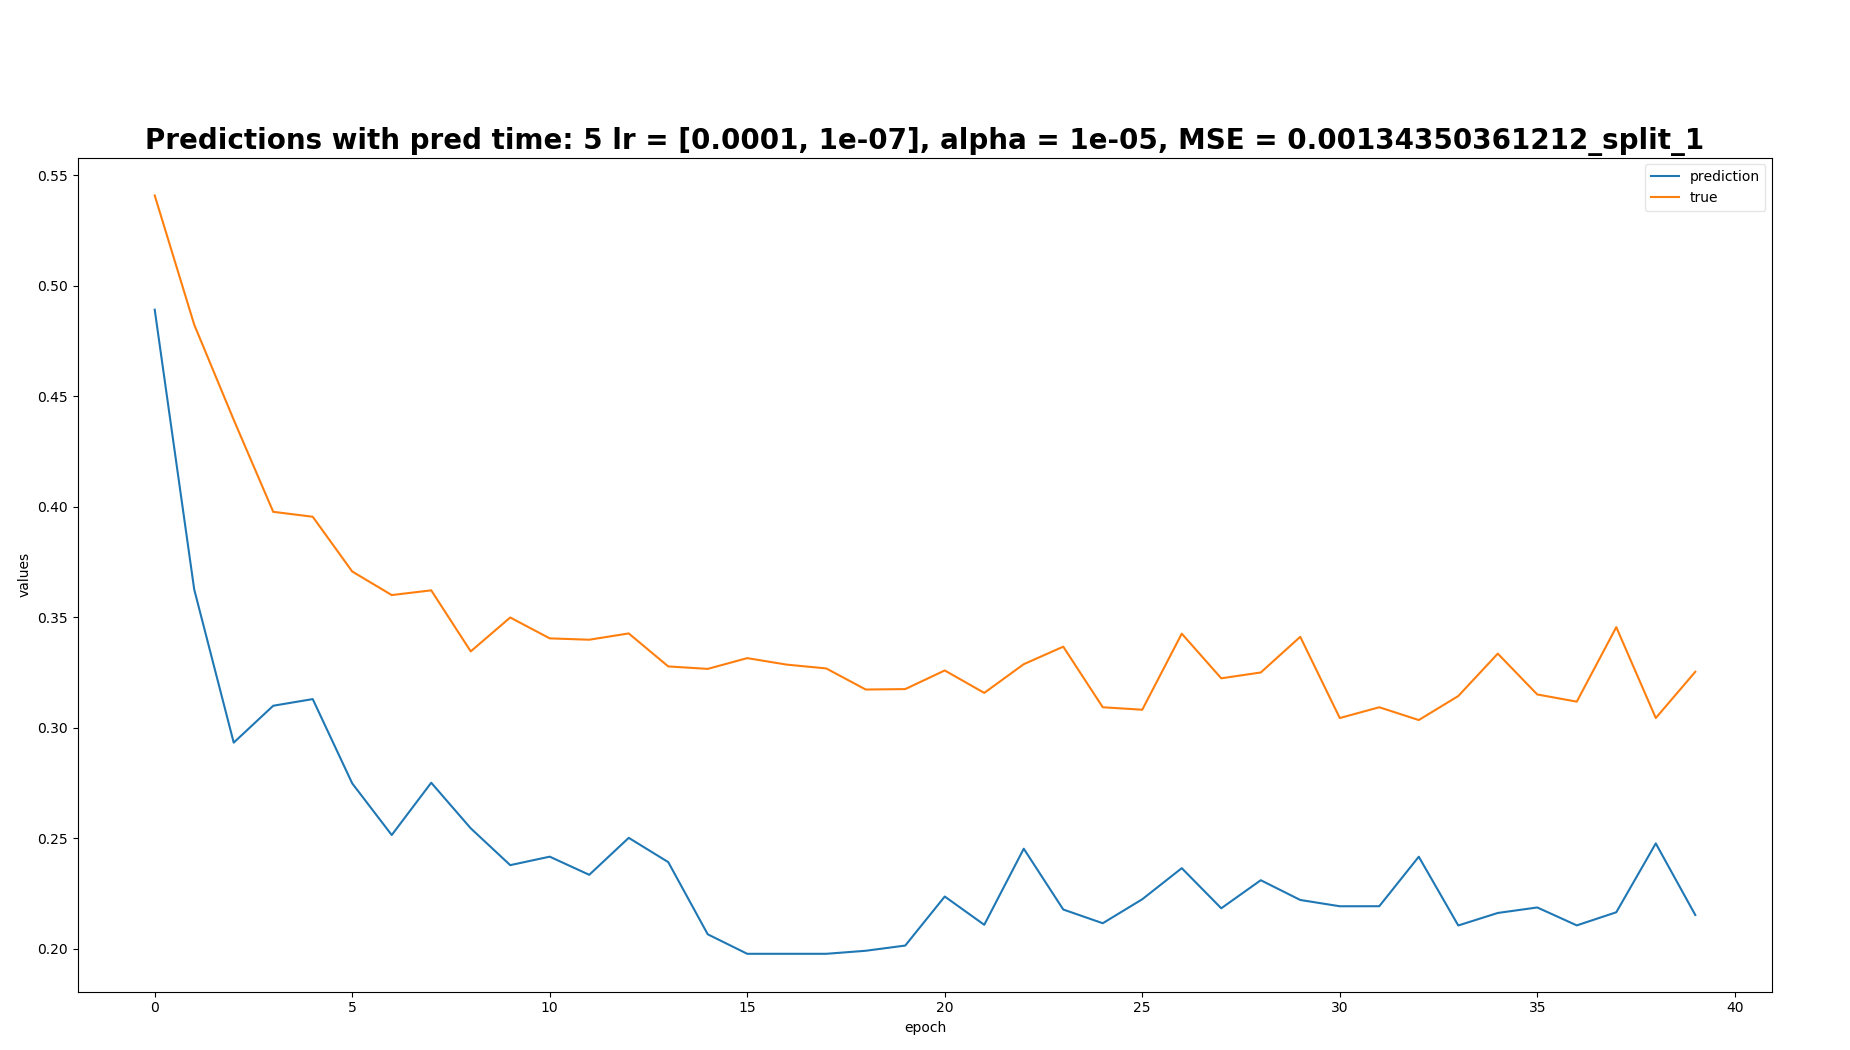 Predictions with pred time: 5 lr = [0.0001, 1e-07], alpha = 1e-05, MSE = 0.00134350361212_split_1
prediction
true
0.55
0.50
0.45
0.40
0.35
0.30
0.25
0.20
values
0 5 10 15 20 25 30 35 40
epoch